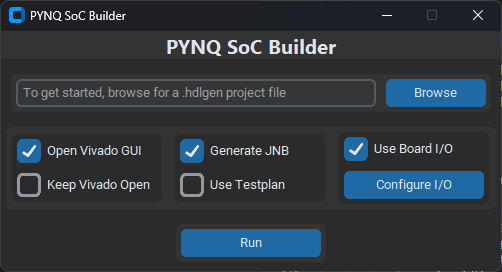 PYNQ SoC Builder
PYNQ SoC Builder
To get started, browse for a .hdlgen project file
Browse
Open Vivado GUI
Generate JNB
Use Board I/O
Keep Vivado Open
Use Testplan
Configure I/O
Run